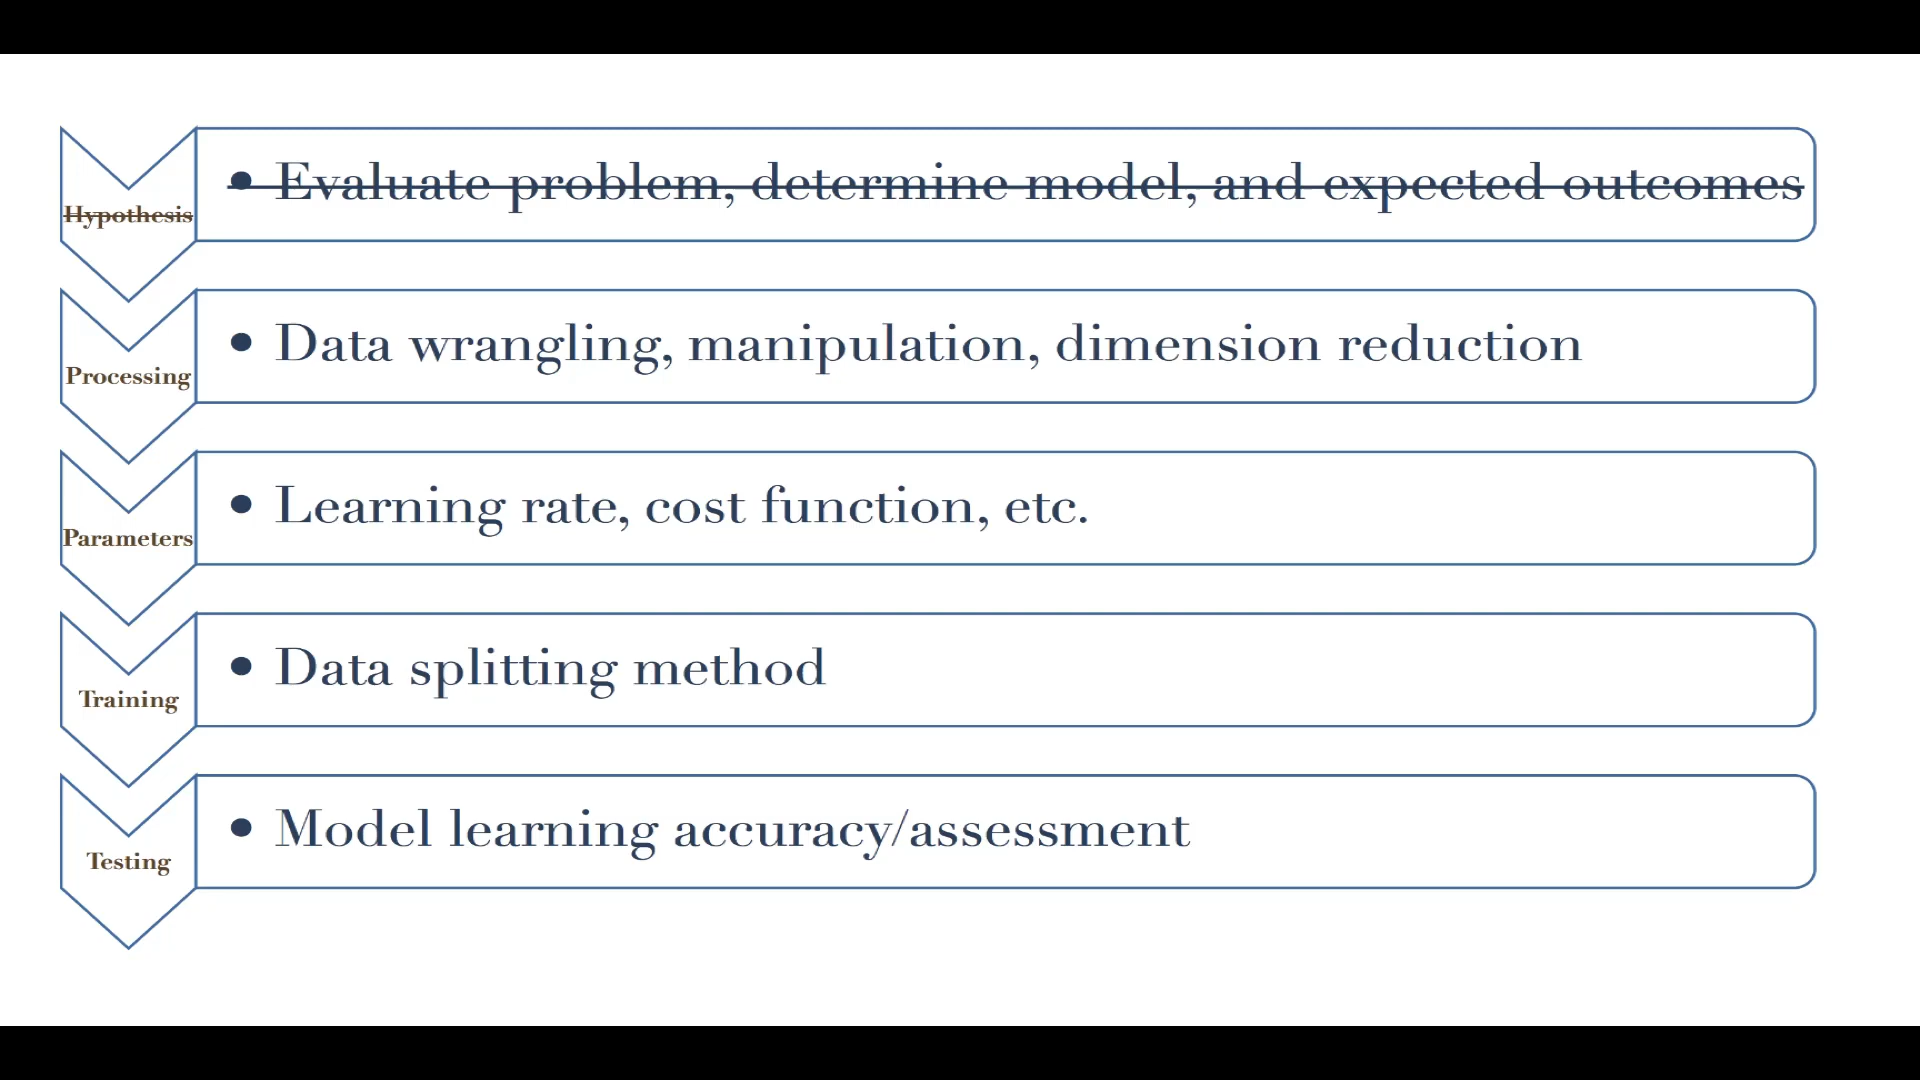 Hypothesis
• Evaluate problem, determine model, and expected outcomes
Processing
• Data wrangling, manipulation, dimension reduction
Parameters
• Learning rate, cost function, etc.
Training
• Data splitting method
Testing
• Model learning accuracy/assessment